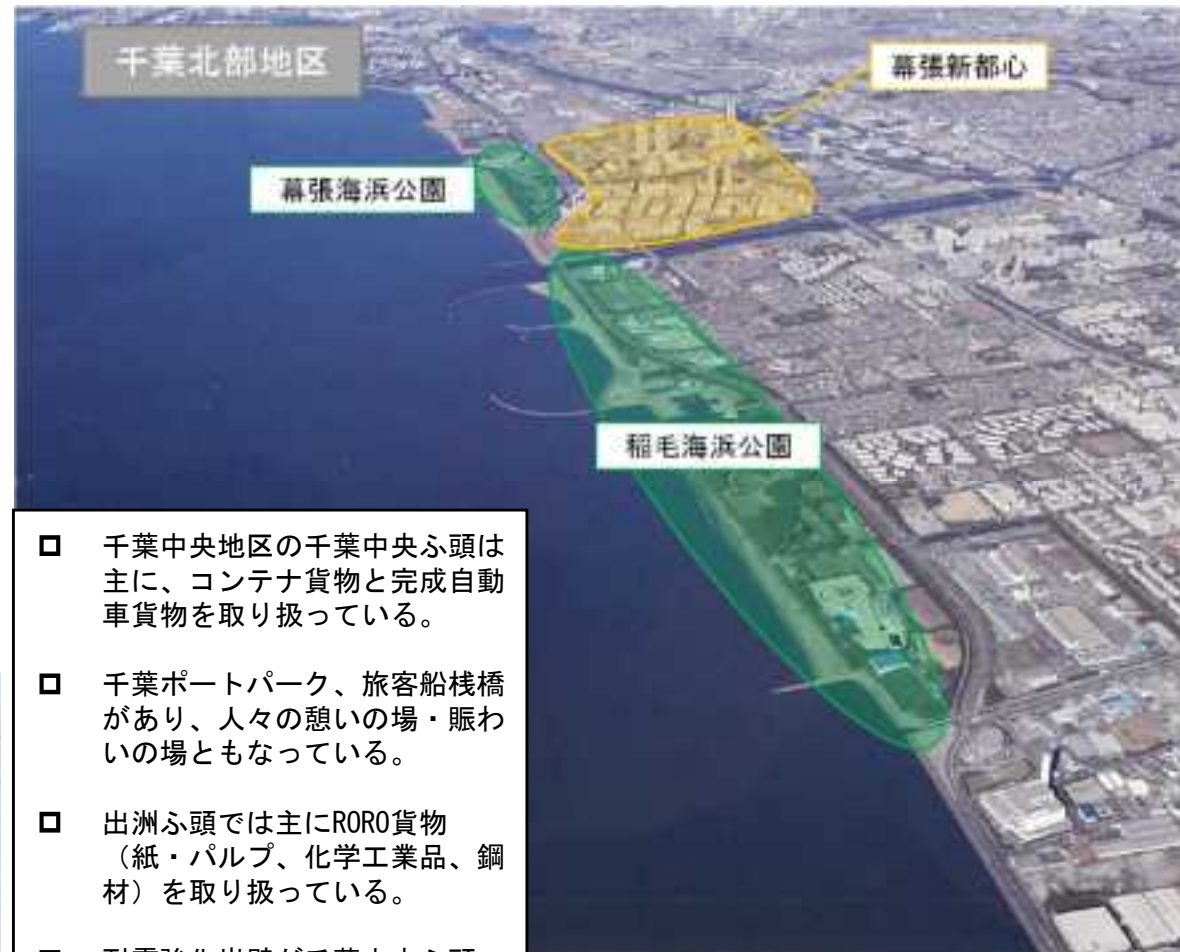 千葉北部地区
幕張新都心
幕張海浜公園
稲毛海浜公園
□ 千葉中央地区の千葉中央ふ頭は
主に、コンテナ貨物と完成自動
車貨物を取り扱っている。
□ 千葉ポートパーク、旅客船桟橋
があり、人々の憩いの場・賑わ
いの場ともなっている。
□ 出洲ふ頭では主にRORO貨物
（紙・パルプ、化学工業品、鋼
材）を取り扱っている。